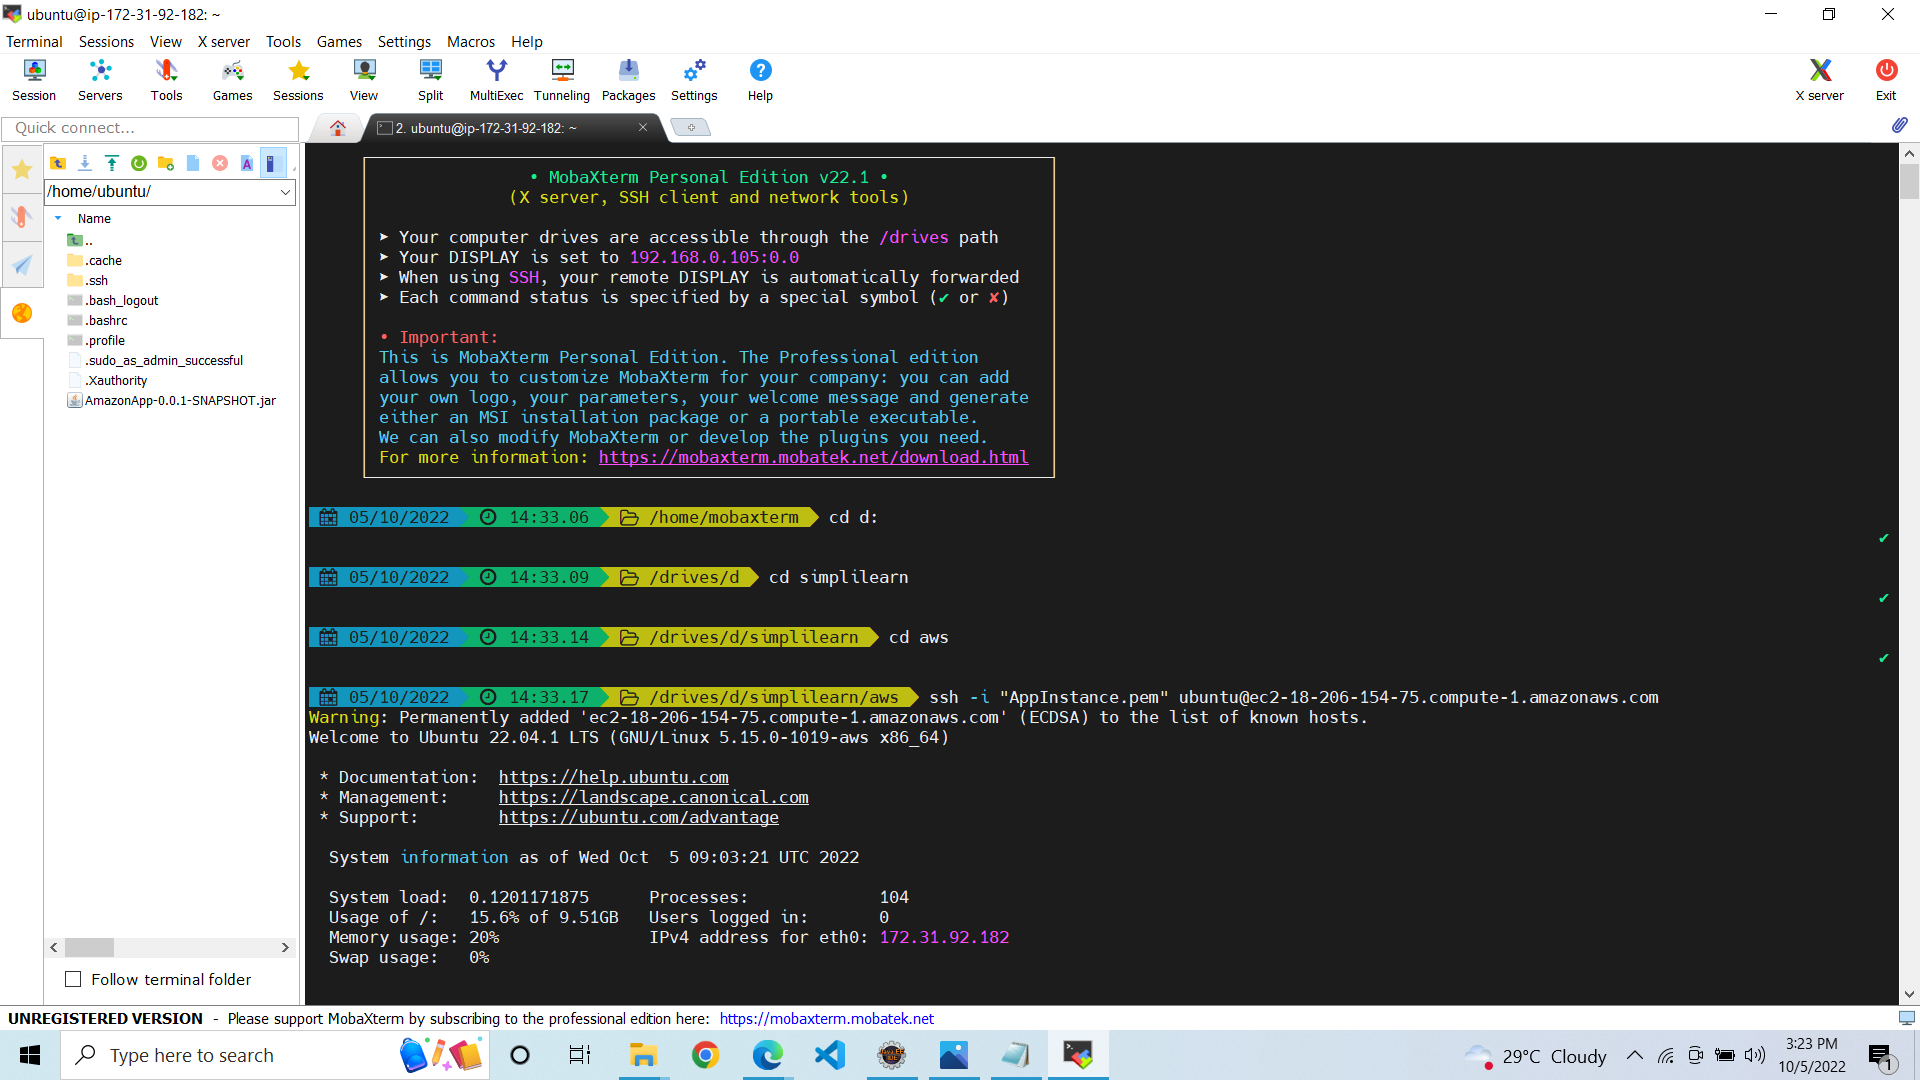 ubuntu@ip-172-31-92-182: ~
Terminal Sessions View X server Tools Games Settings Macros Help
Session Servers Tools Games Sessions View Split MultiExec Tunneling Packages Settings Help X server Exit
Quick connect...
2. ubuntu@ip-172-31-92-182: ~
/home/ubuntu/
Name
..
.cache
.ssh
.bash_logout
.bashrc
.profile
.sudo_as_admin_successful
.Xauthority
AmazonApp-0.0.1-SNAPSHOT.jar
Follow terminal folder
• MobaXterm Personal Edition v22.1 •
(X server, SSH client and network tools)
➤ Your computer drives are accessible through the /drives path
➤ Your DISPLAY is set to 192.168.0.105:0.0
➤ When using SSH, your remote DISPLAY is automatically forwarded
➤ Each command status is specified by a special symbol (✔ or ✘)
• Important:
This is MobaXterm Personal Edition. The Professional edition
allows you to customize MobaXterm for your company: you can add
your own logo, your parameters, your welcome message and generate
either an MSI installation package or a portable executable.
We can also modify MobaXterm or develop the plugins you need.
For more information: https://mobaxterm.mobatek.net/download.html
05/10/2022 14:33.06 /home/mobaxterm cd d:
✔
05/10/2022 14:33.09 /drives/d cd simplilearn
✔
05/10/2022 14:33.14 /drives/d/simplilearn cd aws
✔
05/10/2022 14:33.17 /drives/d/simplilearn/aws ssh -i "AppInstance.pem" ubuntu@ec2-18-206-154-75.compute-1.amazonaws.com
Warning: Permanently added 'ec2-18-206-154-75.compute-1.amazonaws.com' (ECDSA) to the list of known hosts.
Welcome to Ubuntu 22.04.1 LTS (GNU/Linux 5.15.0-1019-aws x86_64)
* Documentation: https://help.ubuntu.com
* Management: https://landscape.canonical.com
* Support: https://ubuntu.com/advantage
System information as of Wed Oct 5 09:03:21 UTC 2022
System load: 0.1201171875 Processes: 104
Usage of /: 15.6% of 9.51GB Users logged in: 0
Memory usage: 20% IPv4 address for eth0: 172.31.92.182
Swap usage: 0%
UNREGISTERED VERSION - Please support MobaXterm by subscribing to the professional edition here: https://mobaxterm.mobatek.net
Type here to search
29°C Cloudy
3:23 PM
10/5/2022
1